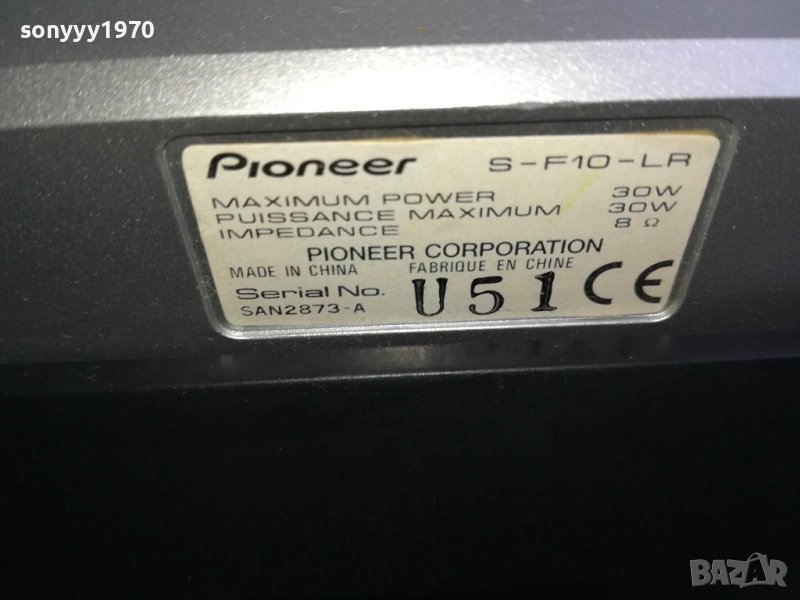 sonyyy1970
Pioneer S-F10-LR
MAXIMUM POWER 30W
PUISSANCE MAXIMUM 30W
IMPEDANCE 8 Ω
PIONEER CORPORATION
MADE IN CHINA FABRIQUE EN CHINE
Serial No. U51 CE
SAN2873-A
BAZAR